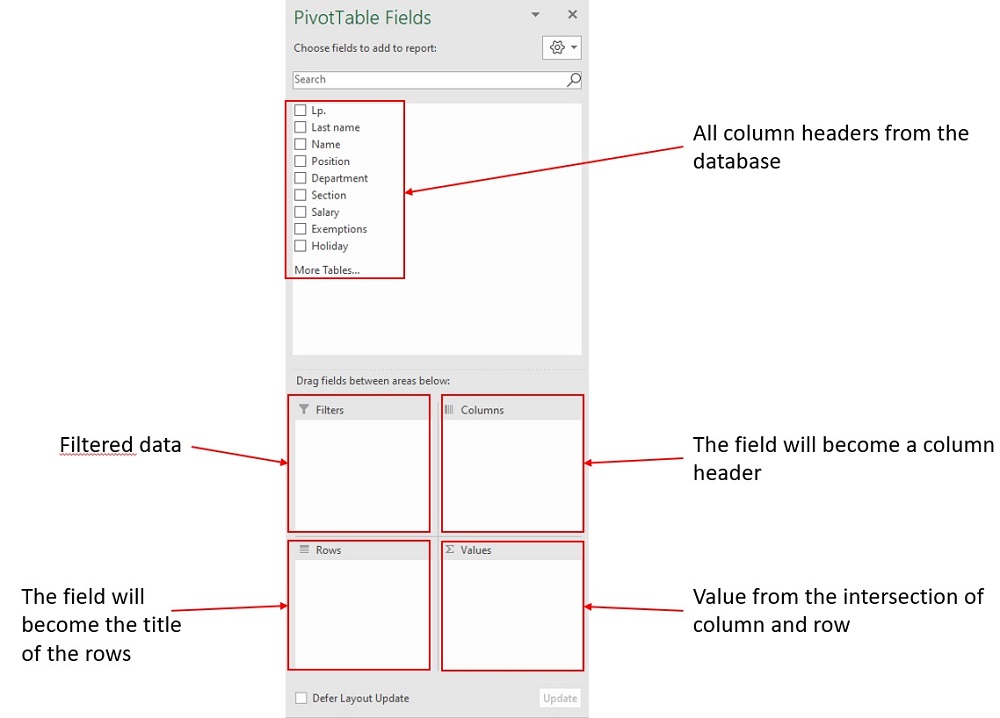 PivotTable Fields
Choose fields to add to report:
Search
Lp.
Last name
Name
Position
Department
Section
Salary
Exemptions
Holiday
More Tables...
All column headers from the
database
Drag fields between areas below:
Filters
Columns
Filtered data
The field will become a column
header
Rows
Values
The field will
become the title
of the rows
Value from the intersection of
column and row
Defer Layout Update
Update